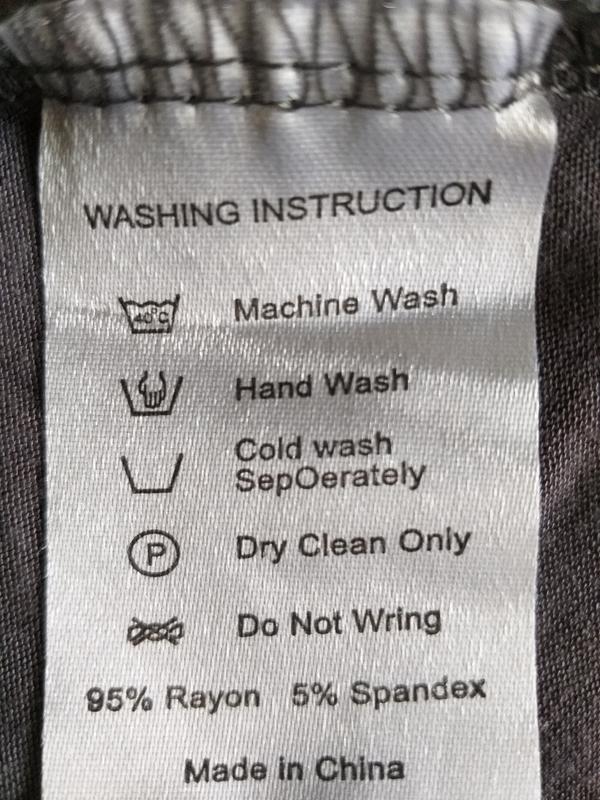 WASHING INSTRUCTION
40°C Machine Wash
Hand Wash
Cold wash
SepOerately
P Dry Clean Only
Do Not Wring
95% Rayon 5% Spandex
Made in China